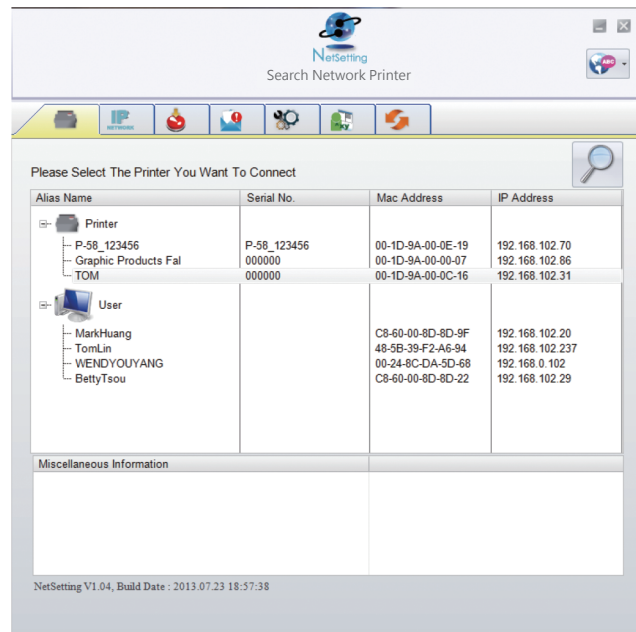 NetSetting
Search Network Printer
ABC
IP
NETWORK
Please Select The Printer You Want To Connect
Alias Name Serial No. Mac Address IP Address
Printer
P-58_123456 P-58_123456 00-1D-9A-00-0E-19 192.168.102.70
Graphic Products Fal 000000 00-1D-9A-00-00-07 192.168.102.86
TOM 000000 00-1D-9A-00-0C-16 192.168.102.31
User
MarkHuang C8-60-00-8D-8D-9F 192.168.102.20
TomLin 48-5B-39-F2-A6-94 192.168.102.237
WENDYOUYANG 00-24-8C-DA-5D-68 192.168.0.102
BettyTsou C8-60-00-8D-8D-22 192.168.102.29
Miscellaneous Information
NetSetting V1.04, Build Date : 2013.07.23 18:57:38